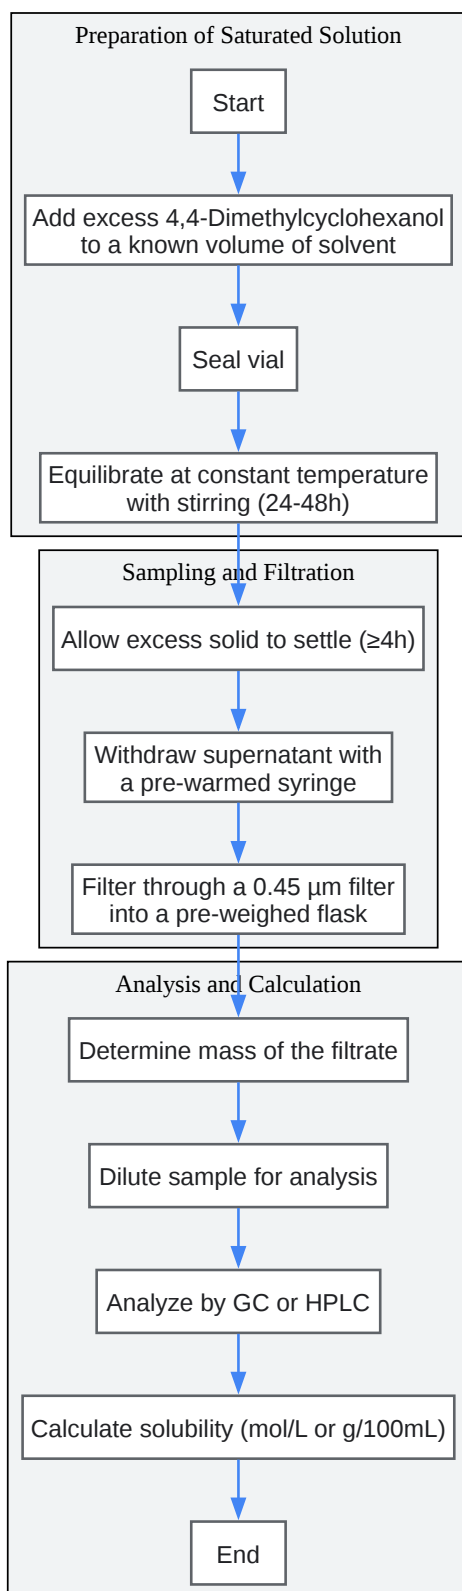 Preparation of Saturated Solution
Start
Add excess 4,4-Dimethylcyclohexanol
to a known volume of solvent
Seal vial
Equilibrate at constant temperature
with stirring (24-48h)
Sampling and Filtration
Allow excess solid to settle (≥4h)
Withdraw supernatant with
a pre-warmed syringe
Filter through a 0.45 µm filter
into a pre-weighed flask
Analysis and Calculation
Determine mass of the filtrate
Dilute sample for analysis
Analyze by GC or HPLC
Calculate solubility (mol/L or g/100mL)
End